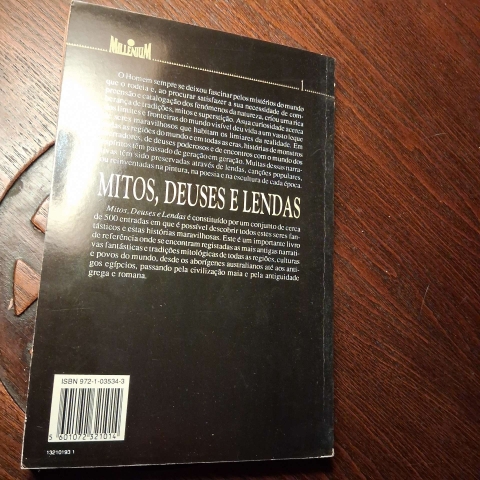 MILLENIUM
1
O Homem sempre se deixou fascinar pelos mistérios do mundo
que o rodeia e, ao procurar satisfazer a sua necessidade de com-
preensão e catalogação dos fenómenos da natureza, criou uma rica
herança de tradições, mitos e superstição. A sua curiosidade acerca
dos limites e fronteiras do mundo visível deu vida a um vasto leque
de seres maravilhosos que habitam os limiares da realidade. Em
todas as regiões do mundo e em todas as eras, histórias de monstros
de deuses poderosos e de encontros com o mundo dos
têm passado de geração em geração. Muitas dessas narra-
tivas têm sido preservadas através de lendas, canções populares,
ou reinventadas na pintura, na poesia e na escultura de cada época.
MITOS, DEUSES E LENDAS
Mitos, Deuses e Lendas é constituído por um conjunto de cerca
de 500 entradas em que é possível descobrir todos estes seres fan-
tásticos e estas histórias maravilhosas. Este é um importante livro
de referência onde se encontram registadas as mais antigas narrati-
vas fantásticas e tradições mitológicas de todas as regiões, culturas
e povos do mundo, desde os aborígenes australianos até aos anti-
gos egípcios, passando pela civilização maia e pela antiguidade
grega e romana.
ISBN 972-1-03534-3
5 601072 321014
13210193 1